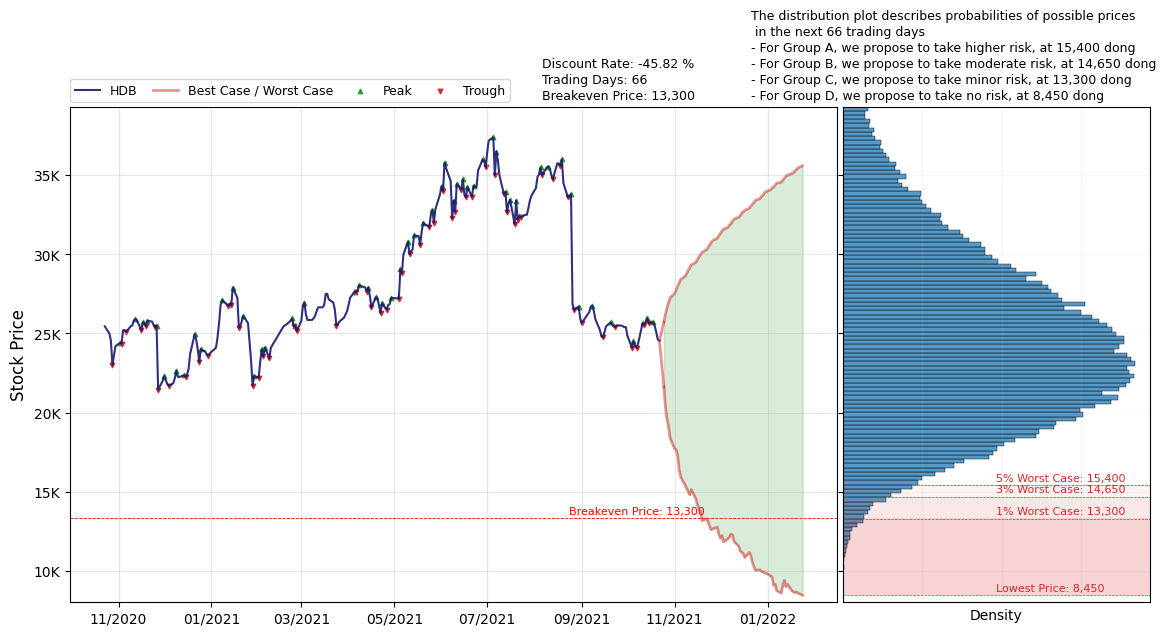 The distribution plot describes probabilities of possible prices
in the next 66 trading days
- For Group A, we propose to take higher risk, at 15,400 dong
- For Group B, we propose to take moderate risk, at 14,650 dong
- For Group C, we propose to take minor risk, at 13,300 dong
- For Group D, we propose to take no risk, at 8,450 dong
Discount Rate: -45.82 %
Trading Days: 66
Breakeven Price: 13,300
HDB Best Case / Worst Case Peak Trough
Stock Price
35K
30K
25K
20K
15K
10K
Breakeven Price: 13,300
5% Worst Case: 15,400
3% Worst Case: 14,650
1% Worst Case: 13,300
Lowest Price: 8,450
11/2020 01/2021 03/2021 05/2021 07/2021 09/2021 11/2021 01/2022
Density